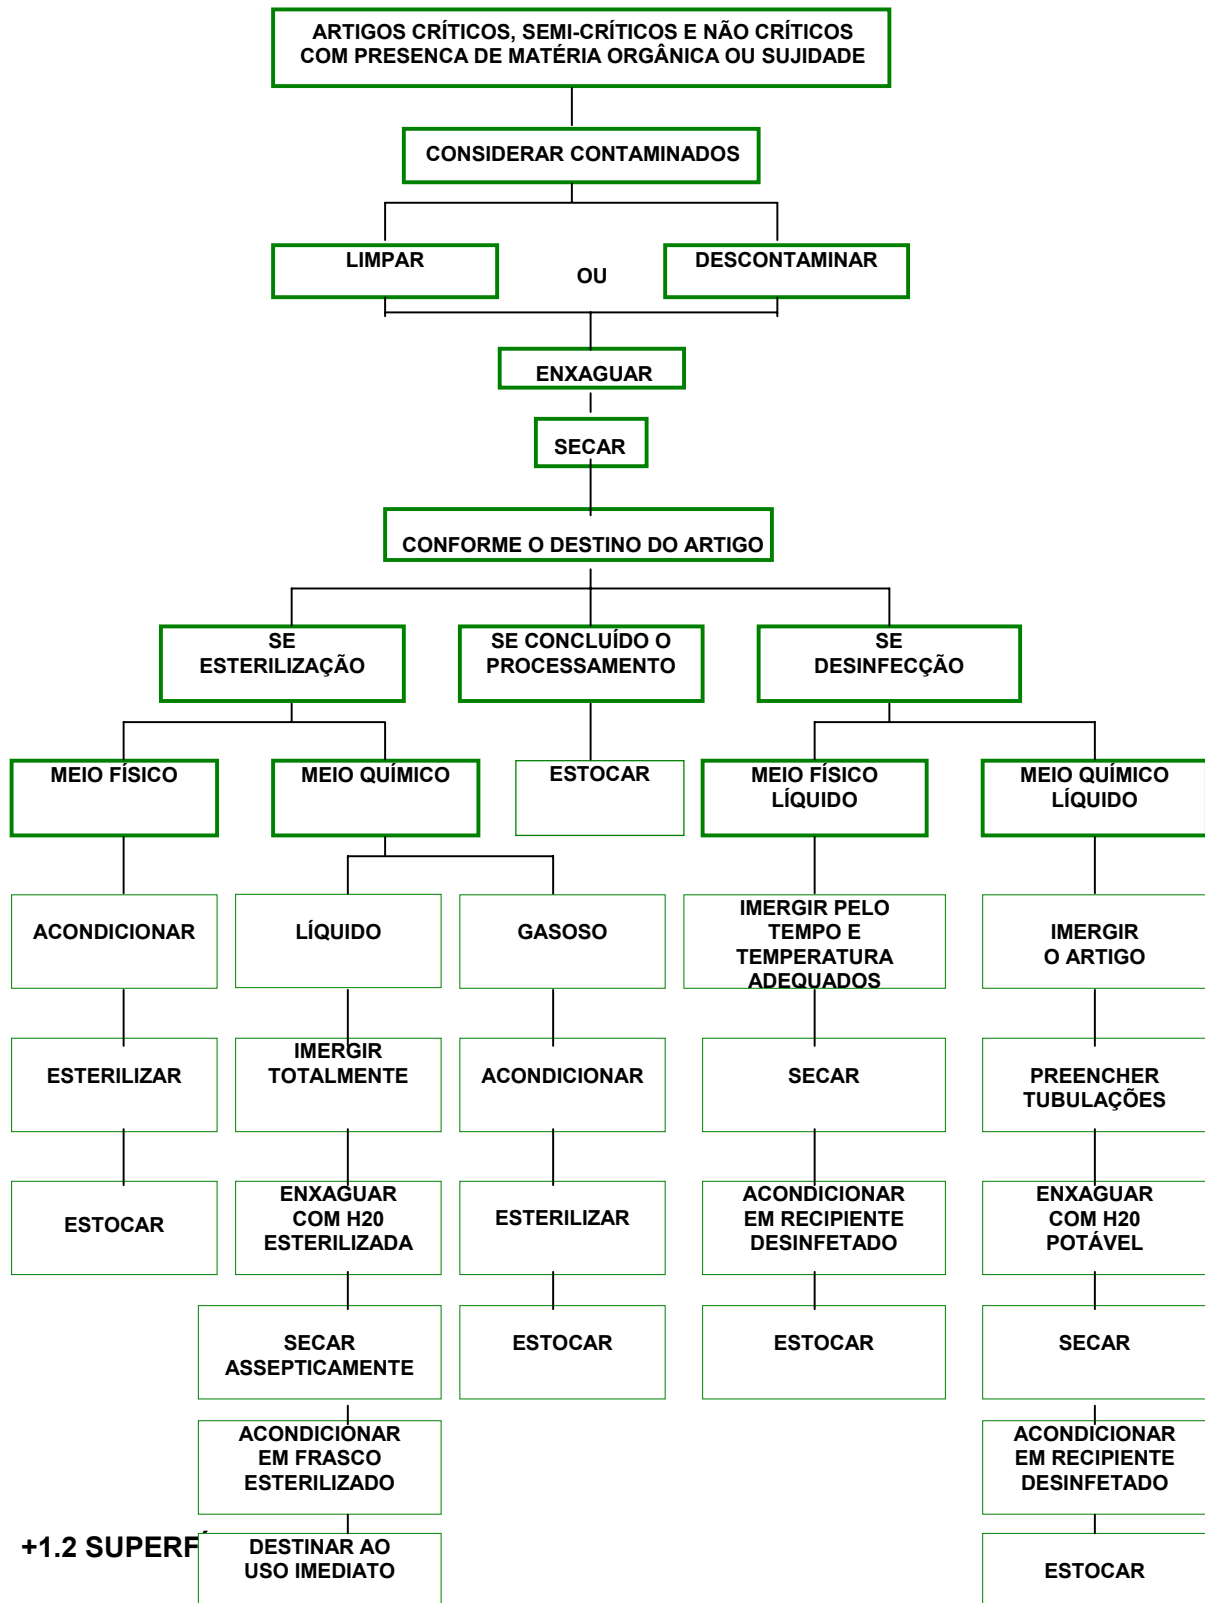 ARTIGOS CRÍTICOS, SEMI-CRÍTICOS E NÃO CRÍTICOS
COM PRESENCA DE MATÉRIA ORGÂNICA OU SUJIDADE
CONSIDERAR CONTAMINADOS
LIMPAR
OU
DESCONTAMINAR
ENXAGUAR
SECAR
CONFORME O DESTINO DO ARTIGO
SE
ESTERILIZAÇÃO
SE CONCLUÍDO O
PROCESSAMENTO
SE
DESINFECÇÃO
MEIO FÍSICO
MEIO QUÍMICO
ESTOCAR
MEIO FÍSICO
LÍQUIDO
MEIO QUÍMICO
LÍQUIDO
ACONDICIONAR
LÍQUIDO
GASOSO
IMERGIR PELO
TEMPO E
TEMPERATURA
ADEQUADOS
IMERGIR
O ARTIGO
ESTERILIZAR
IMERGIR
TOTALMENTE
ACONDICIONAR
SECAR
PREENCHER
TUBULAÇÕES
ESTOCAR
ENXAGUAR
COM H20
ESTERILIZADA
ESTERILIZAR
ACONDICIONAR
EM RECIPIENTE
DESINFETADO
ENXAGUAR
COM H20
POTÁVEL
SECAR
ASSEPTICAMENTE
ESTOCAR
ESTOCAR
SECAR
ACONDICIONAR
EM FRASCO
ESTERILIZADO
ACONDICIONAR
EM RECIPIENTE
DESINFETADO
+1.2
DESTINAR AO
USO IMEDIATO
ESTOCAR